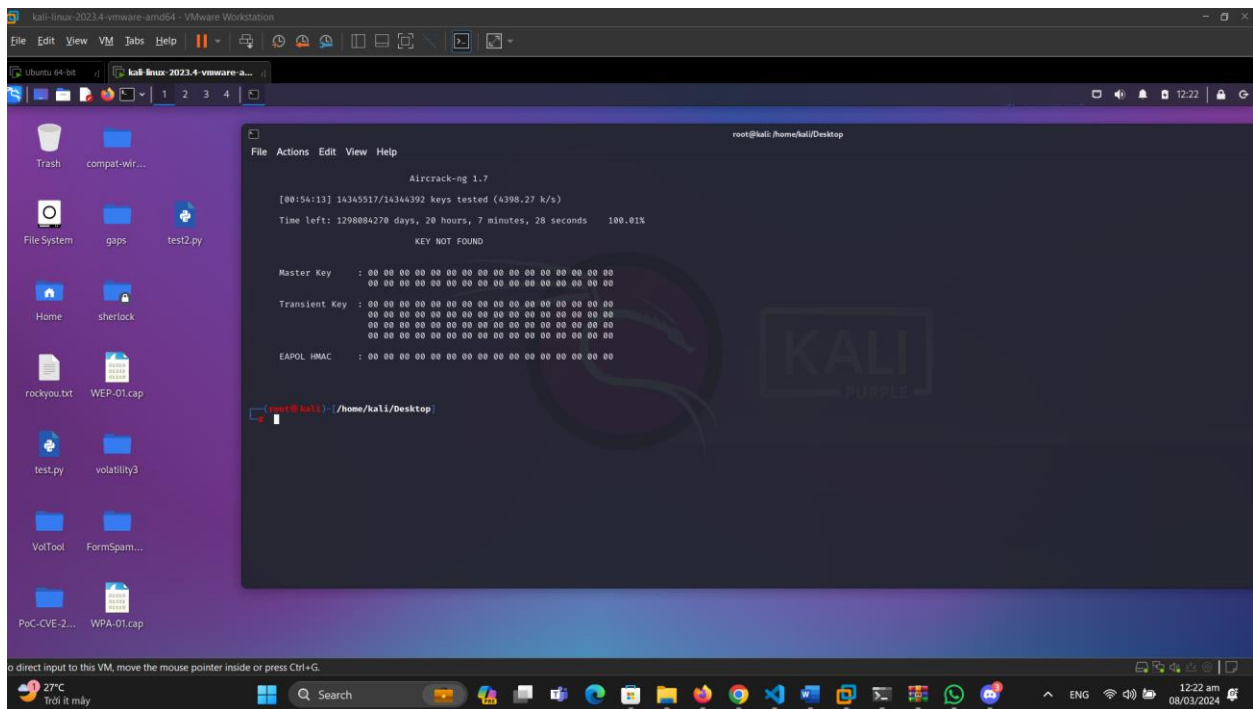 kali-linux-2023.4-vmware-amd64 - VMware Workstation
File Edit View VM Tabs Help
Ubuntu 64-bit
kali-linux-2023.4-vmware-a...
1 2 3 4
12:22
root@kali: /home/kali/Desktop
File Actions Edit View Help
Aircrack-ng 1.7
[00:54:13] 14345517/14344392 keys tested (4398.27 k/s)
Time left: 1298084270 days, 20 hours, 7 minutes, 28 seconds 100.01%
KEY NOT FOUND
Master Key : 00 00 00 00 00 00 00 00 00 00 00 00 00 00 00 00
00 00 00 00 00 00 00 00 00 00 00 00 00 00 00 00
Transient Key : 00 00 00 00 00 00 00 00 00 00 00 00 00 00 00 00
00 00 00 00 00 00 00 00 00 00 00 00 00 00 00 00
00 00 00 00 00 00 00 00 00 00 00 00 00 00 00 00
00 00 00 00 00 00 00 00 00 00 00 00 00 00 00 00
EAPOL HMAC : 00 00 00 00 00 00 00 00 00 00 00 00 00 00 00 00
(root@kali)-[/home/kali/Desktop]
#
KALI
PURPLE
Trash compat-wir...
File System gaps test2.py
Home sherlock
rockyou.txt WEP-01.cap
test.py volatility3
VolTool FormSpam...
PoC-CVE-2... WPA-01.cap
o direct input to this VM, move the mouse pointer inside or press Ctrl+G.
1
27°C
Trời ít mây
Search
3
ENG
12:22 am
08/03/2024